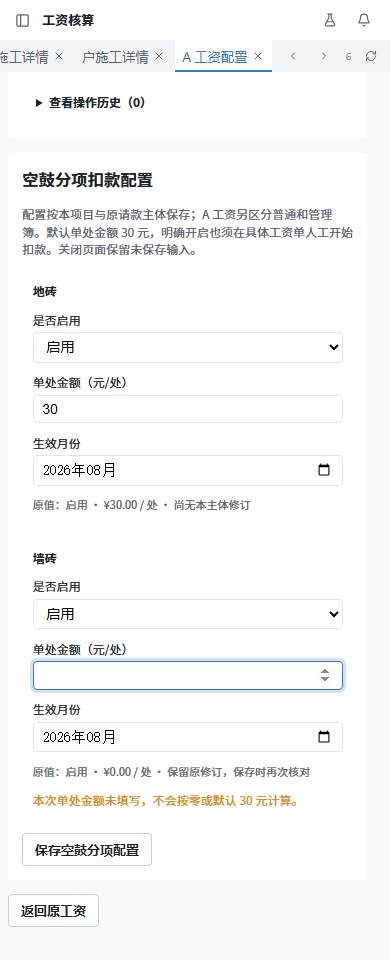 工资核算
施工详情 × 户施工详情 × A 工资配置 × 6
▶ 查看操作历史（0）
空鼓分项扣款配置
配置按本项目与原请款主体保存；A 工资另区分普通和管理
簿。默认单处金额 30 元，明确开启也须在具体工资单人工开始
扣款。关闭页面保留未保存输入。
地砖
是否启用
启用
单处金额（元/处）
30
生效月份
2026年08月
原值：启用 · ¥30.00 / 处 · 尚无本主体修订
墙砖
是否启用
启用
单处金额（元/处）
生效月份
2026年08月
原值：启用 · ¥0.00 / 处 · 保留原修订，保存时再次核对
本次单处金额未填写，不会按零或默认 30 元计算。
保存空鼓分项配置
返回原工资